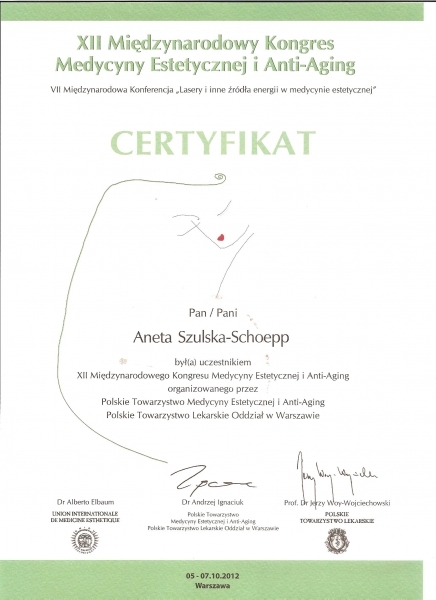 XII Międzynarodowy Kongres
Medycyny Estetycznej i Anti-Aging
VII Międzynarodowa Konferencja „Lasery i inne źródła energii w medycynie estetycznej”
CERTYFIKAT
Pan / Pani
Aneta Szulska-Schoepp
był(a) uczestnikiem
XII Międzynarodowego Kongresu Medycyny Estetycznej i Anti-Aging
organizowanego przez
Polskie Towarzystwo Medycyny Estetycznej i Anti-Aging
Polskie Towarzystwo Lekarskie Oddział w Warszawie
Dr Alberto Elbaum
UNION INTERNATIONALE
DE MEDECINE ESTHETIQUE
Dr Andrzej Ignaciuk
Polskie Towarzystwo
Medycyny Estetycznej i Anti-Aging
Polskie Towarzystwo Lekarskie Oddział w Warszawie
Jerzy Woy-Wojciechowski
Prof. Dr Jerzy Woy-Wojciechowski
POLSKIE
TOWARZYSTWO LEKARSKIE
05 - 07.10.2012
Warszawa